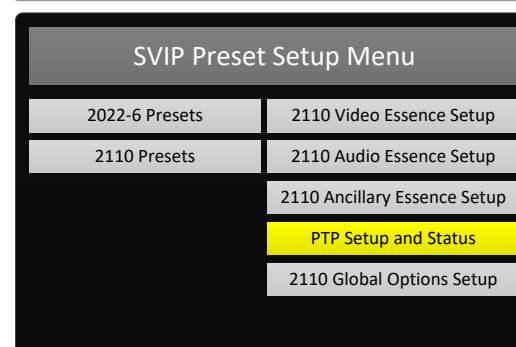 SVIP Preset Setup Menu
2022-6 Presets
2110 Video Essence Setup
2110 Presets
2110 Audio Essence Setup
2110 Ancillary Essence Setup
PTP Setup and Status
2110 Global Options Setup